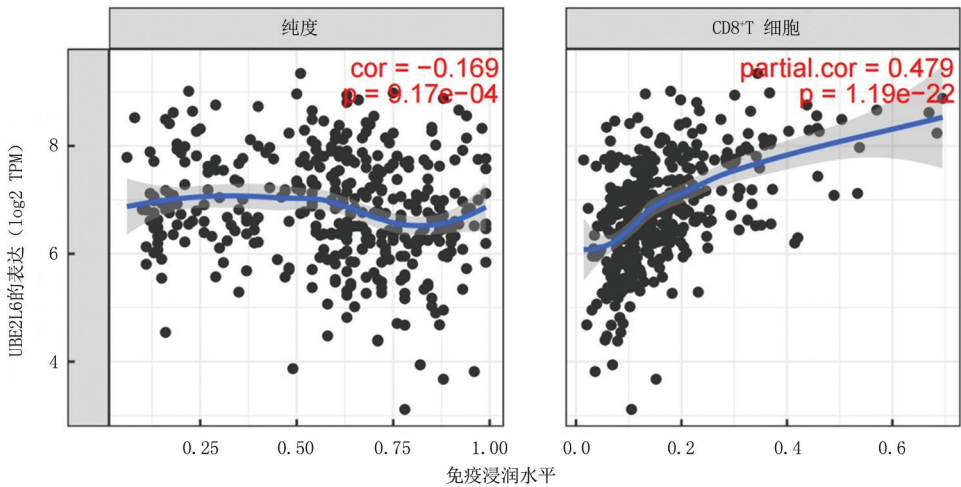 纯度
CD8⁺T 细胞
cor = −0.169
p = 9.17e−04
partial.cor = 0.479
p = 1.19e−22
UBE2L6的表达 (log2 TPM)
8
6
4
0.25
0.50
0.75
1.00
0.0
0.2
0.4
0.6
免疫浸润水平